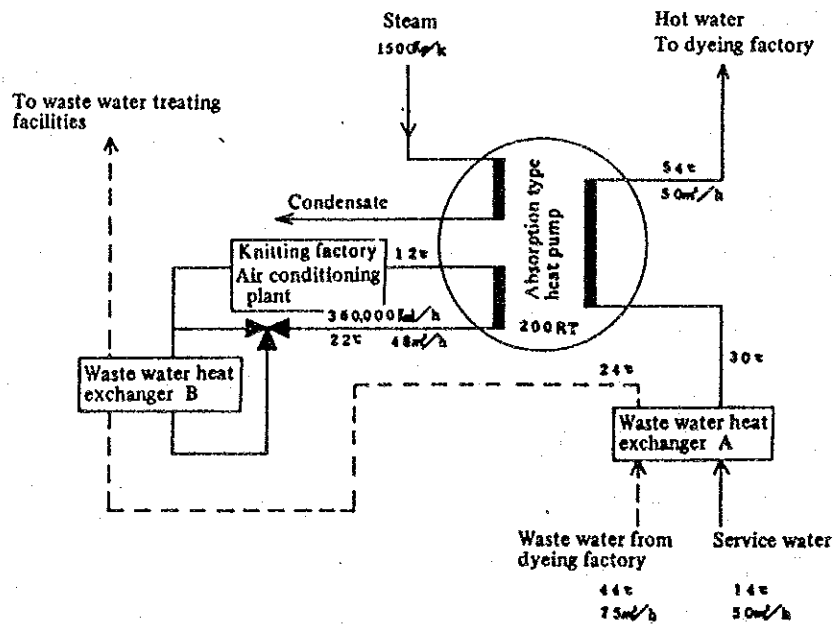 Steam
1500kg/h
Hot water
To dyeing factory
To waste water treating
facilities
54℃
50㎥/h
Condensate
Absorption type
heat pump
Knitting factory
Air conditioning
plant
12℃
360,000Kcal/h
22℃
48㎥/h
200RT
30℃
24℃
Waste water heat
exchanger B
Waste water heat
exchanger A
Waste water from
dyeing factory
Service water
44℃
14℃
75㎥/h
50㎥/h